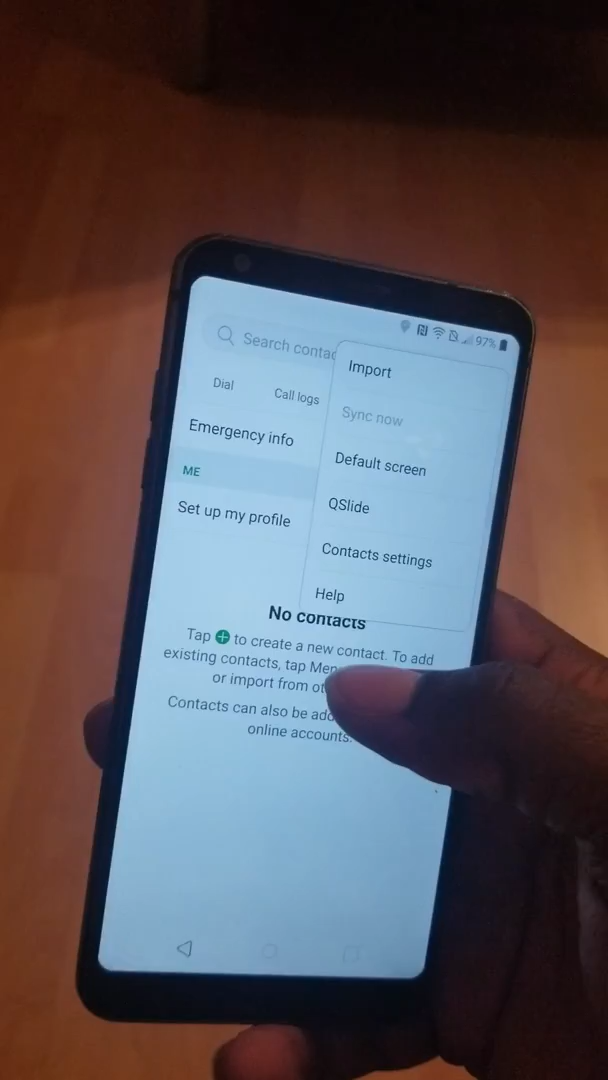 97%
Search contac
Import
Dial
Call logs
Sync now
Emergency info
Default screen
ME
QSlide
Set up my profile
Contacts settings
Help
No contacts
Tap to create a new contact. To add
existing contacts, tap Men
or import from ot
Contacts can also be add
online accounts.